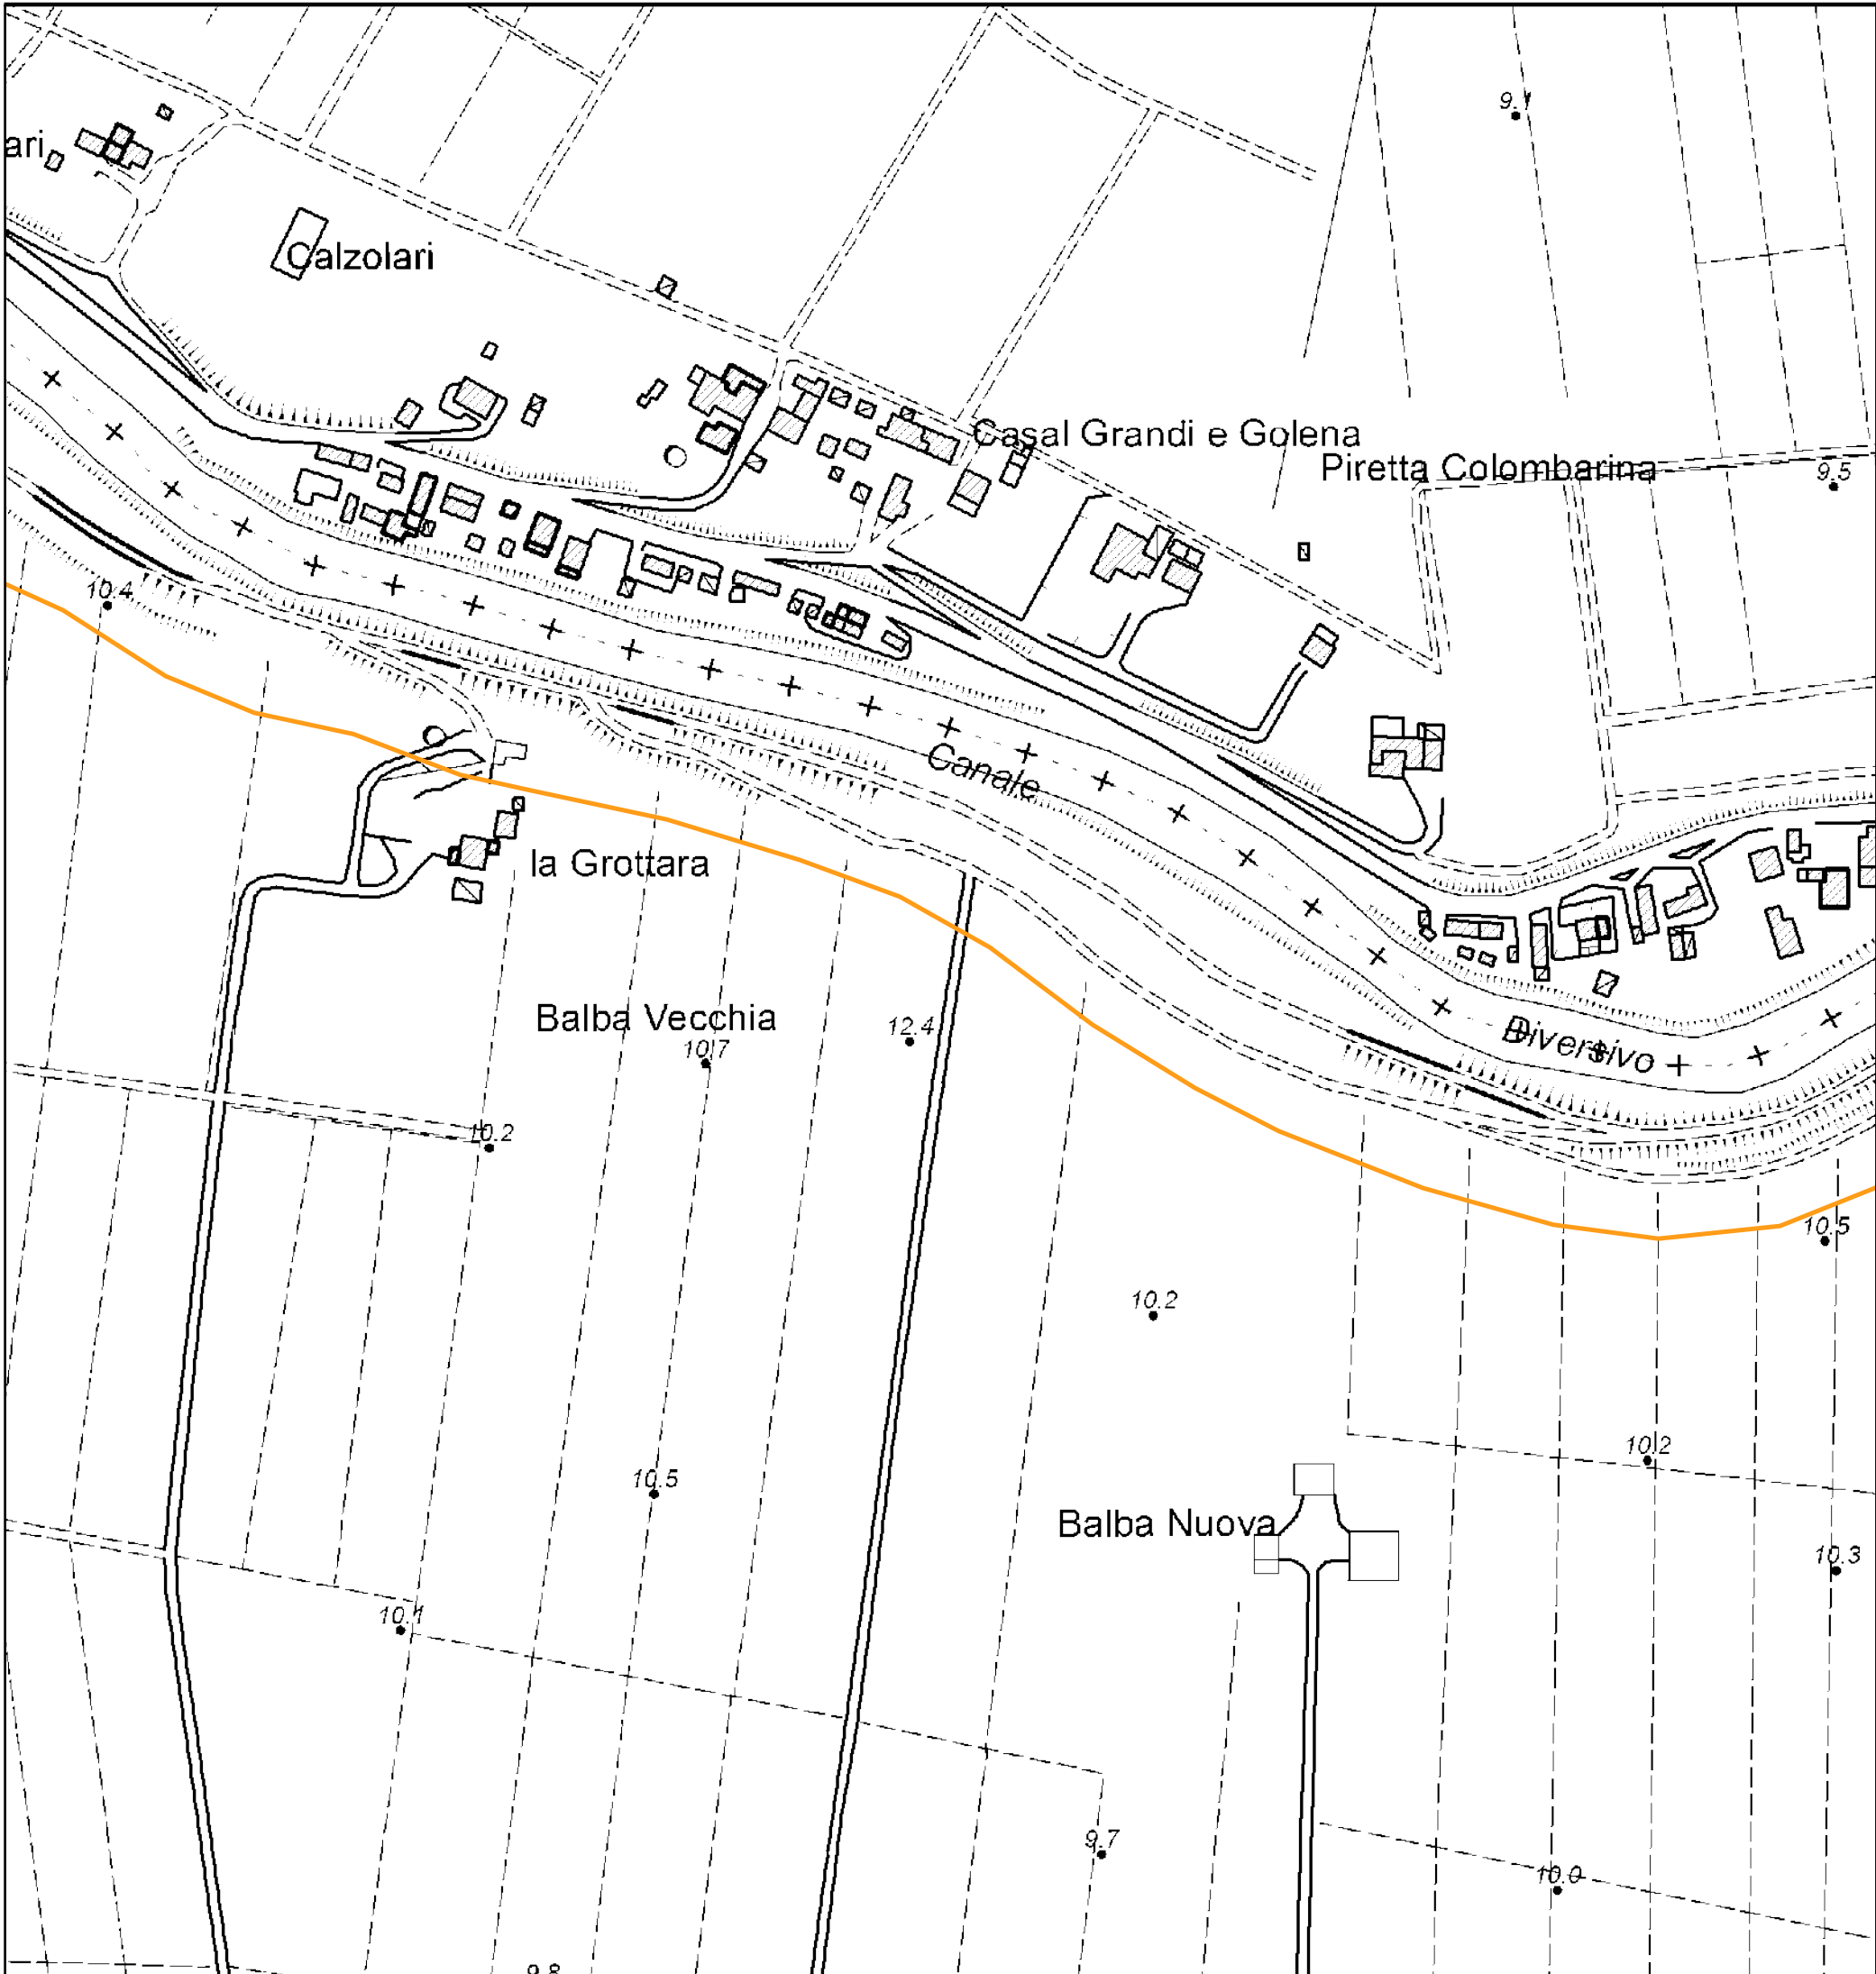 9.1
ari
Calzolari
Casal Grandi e Golena
Piretta Colombarina
9.5
10.4
Canale
la Grottara
Balba Vecchia
12.4
10.7
Diversivo
10.2
10.5
10.2
10.2
10.5
Balba Nuova
10.3
10.1
9.7
10.0
9.8